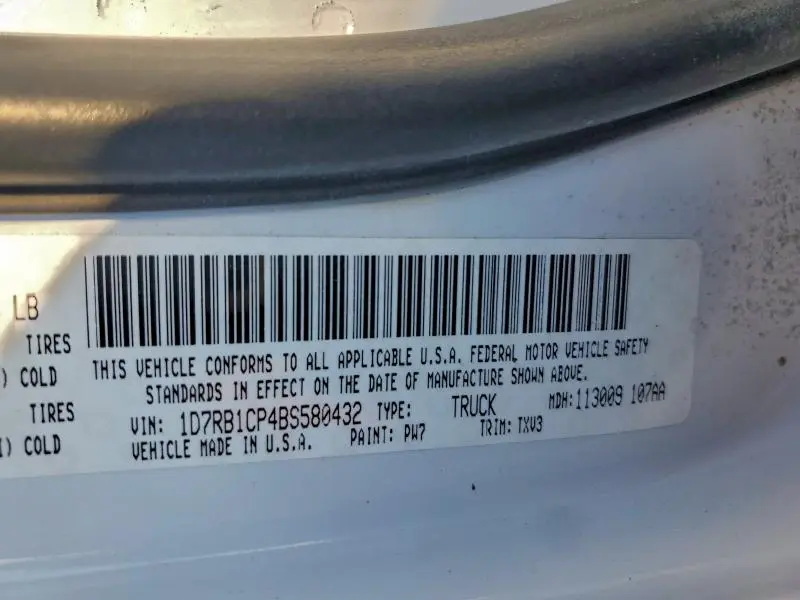 LB
TIRES
) COLD
TIRES
I) COLD
THIS VEHICLE CONFORMS TO ALL APPLICABLE U.S.A. FEDERAL MOTOR VEHICLE SAFETY
STANDARDS IN EFFECT ON THE DATE OF MANUFACTURE SHOWN ABOVE.
VIN: 1D7RB1CP4BS580432 TYPE: TRUCK MDH:113009 107AA
VEHICLE MADE IN U.S.A. PAINT: PW7 TRIM: TXV3